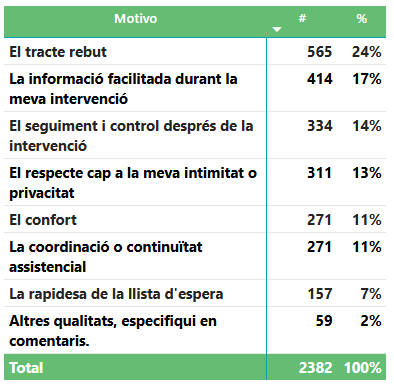 Motivo # %
El tracte rebut 565 24%
La informació facilitada durant la
meva intervenció 414 17%
El seguiment i control després de la
intervenció 334 14%
El respecte cap a la meva intimitat o
privacitat 311 13%
El confort 271 11%
La coordinació o continuïtat
assistencial 271 11%
La rapidesa de la llista d'espera 157 7%
Altres qualitats, especifiqui en
comentaris. 59 2%
Total 2382 100%